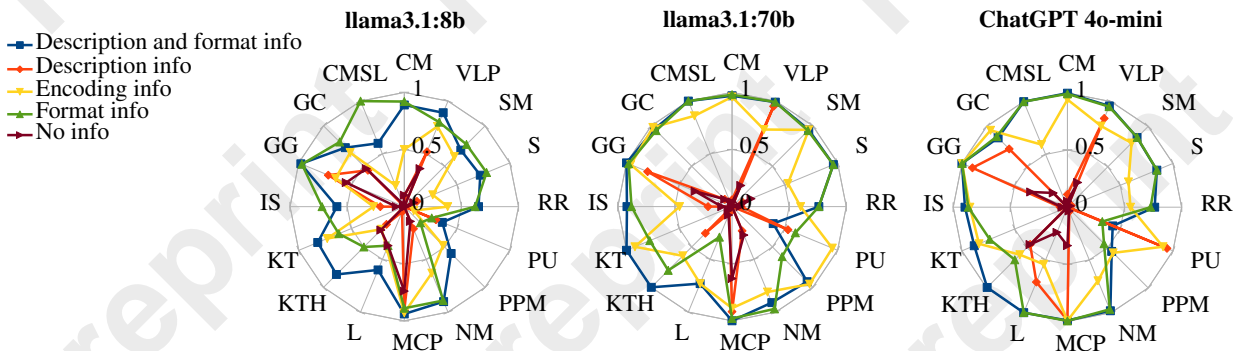 llama3.1:8b
llama3.1:70b
ChatGPT 4o-mini
Description and format info
Description info
Encoding info
Format info
No info
CM
VLP
SM
S
RR
PU
PPM
NM
MCP
L
KTH
KT
IS
GG
GC
CMSL
1
0.5
0
CM
VLP
SM
S
RR
PU
PPM
NM
MCP
L
KTH
KT
IS
GG
GC
CMSL
1
0.5
0
CM
VLP
SM
S
RR
PU
PPM
NM
MCP
L
KTH
KT
IS
GG
GC
CMSL
1
0.5
0
reprint
reprint
reprint